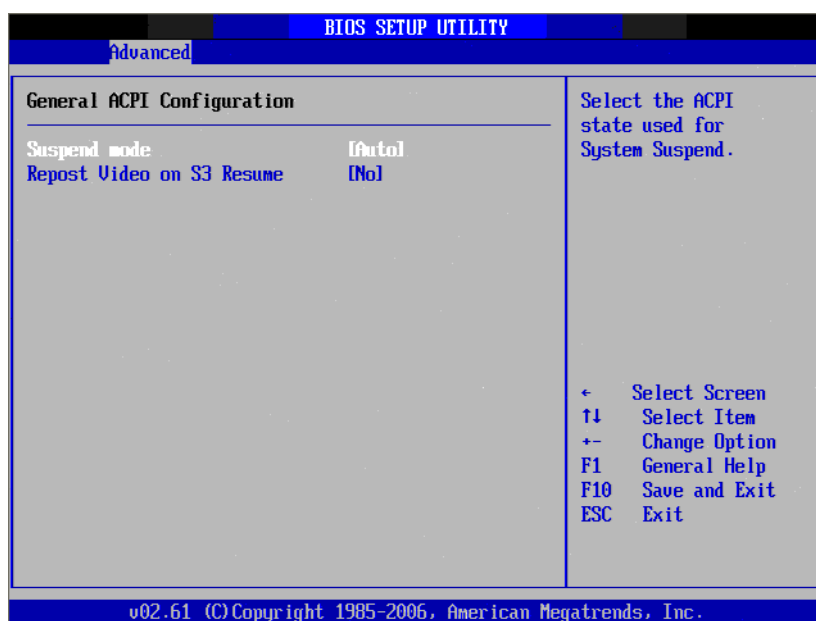 BIOS SETUP UTILITY
Advanced
General ACPI Configuration
Suspend mode [Auto]
Repost Video on S3 Resume [No]
Select the ACPI
state used for
System Suspend.
← Select Screen
↑↓ Select Item
+- Change Option
F1 General Help
F10 Save and Exit
ESC Exit
v02.61 (C)Copyright 1985-2006, American Megatrends, Inc.